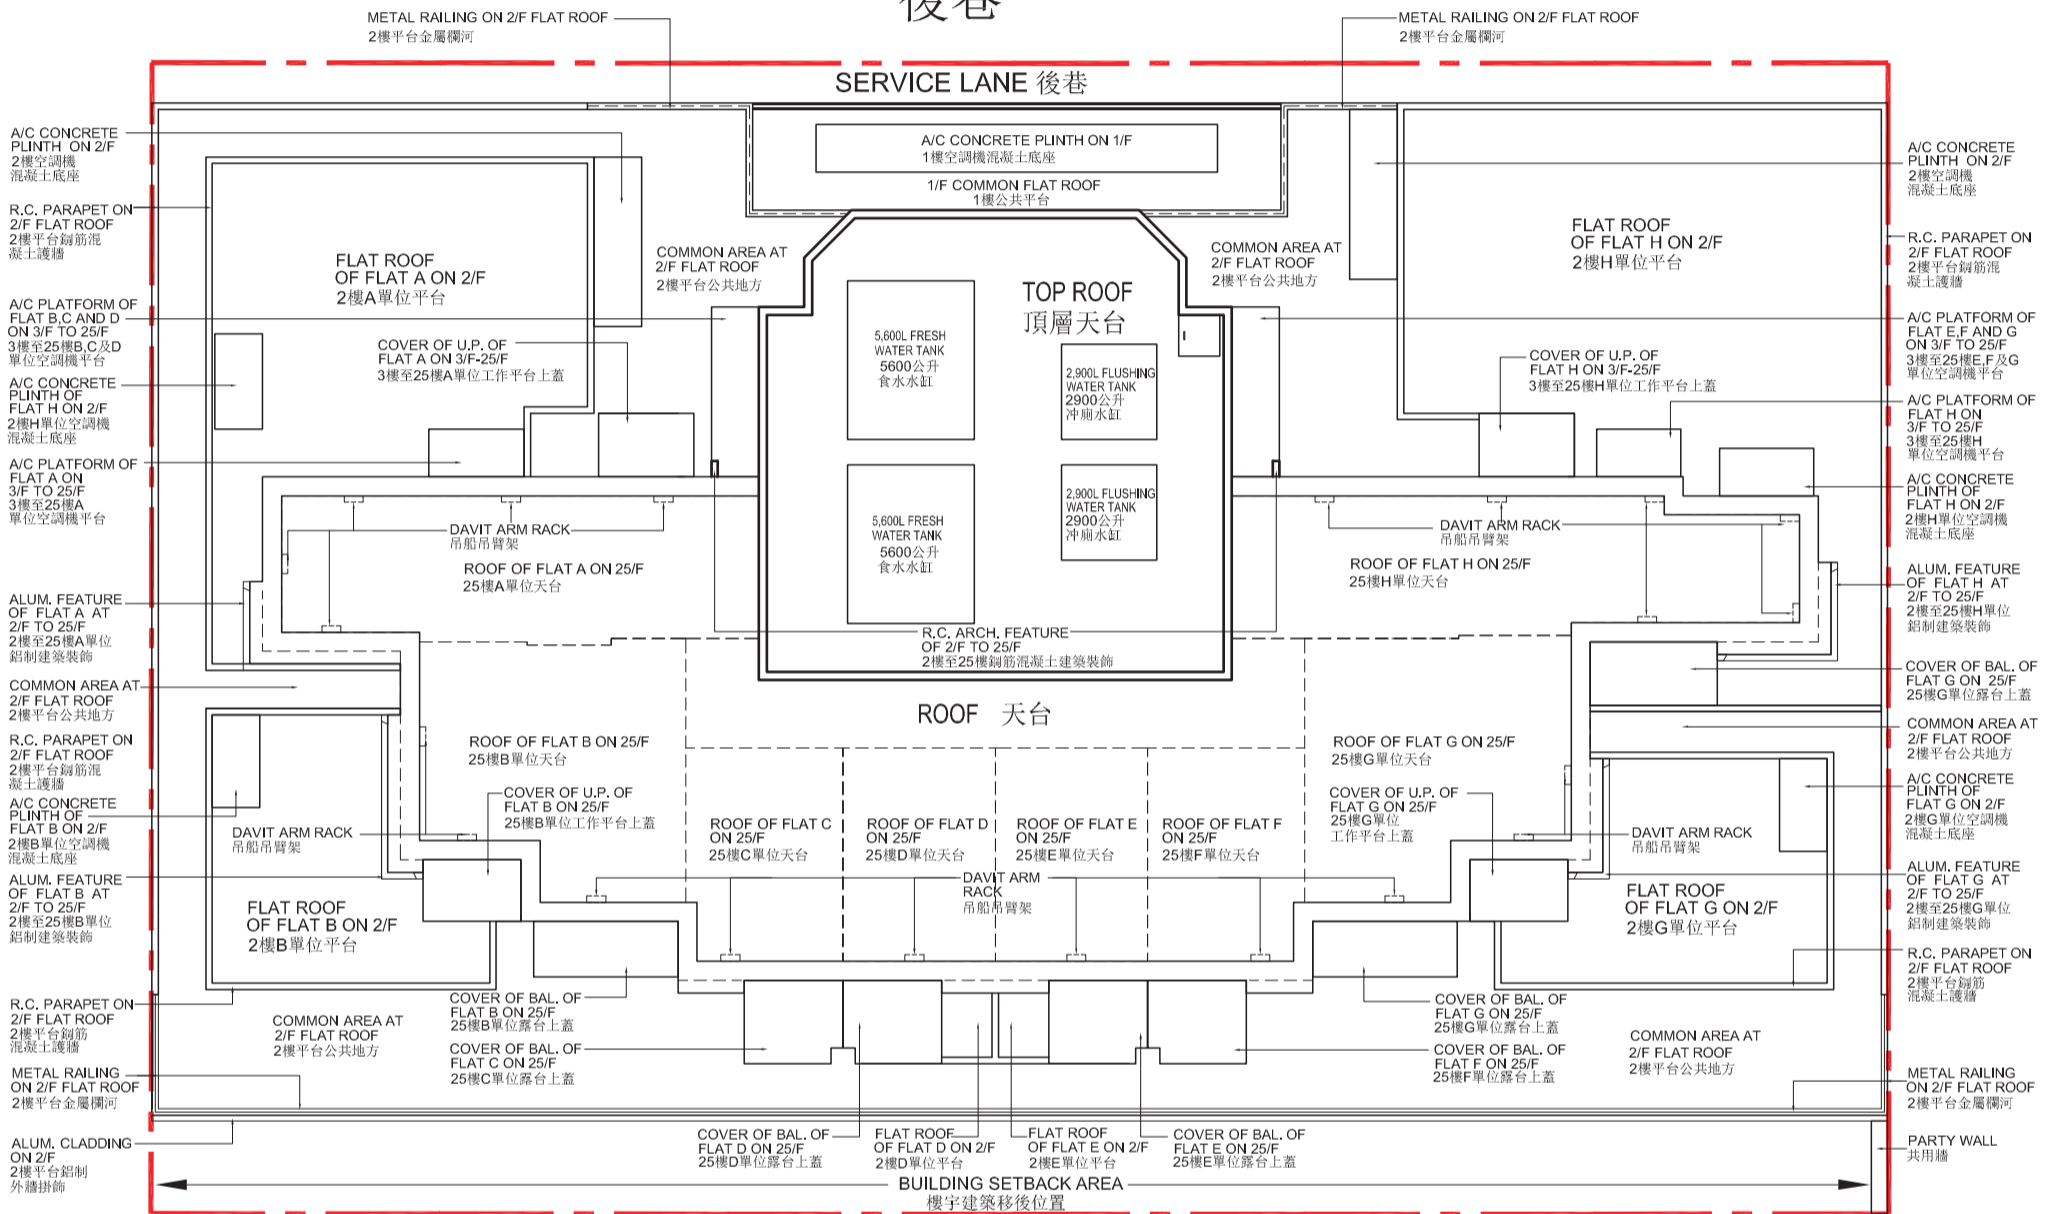 後巷
METAL RAILING ON 2/F FLAT ROOF
2樓平台金屬欄河
METAL RAILING ON 2/F FLAT ROOF
2樓平台金屬欄河
SERVICE LANE 後巷
A/C CONCRETE PLINTH ON 1/F
1樓空調機混凝土底座
1/F COMMON FLAT ROOF
1樓公共平台
A/C CONCRETE
PLINTH ON 2/F
2樓空調機
混凝土底座
R.C. PARAPET ON
2/F FLAT ROOF
2樓平台鋼筋混
凝土護牆
A/C PLATFORM OF
FLAT B,C AND D
ON 3/F TO 25/F
3樓至25樓B,C及D
單位空調機平台
A/C CONCRETE
PLINTH OF
FLAT H ON 2/F
2樓H單位空調機
混凝土底座
A/C PLATFORM OF
FLAT A ON
3/F TO 25/F
3樓至25樓A
單位空調機平台
ALUM. FEATURE
OF FLAT A AT
2/F TO 25/F
2樓至25樓A單位
鋁制建築裝飾
COMMON AREA AT
2/F FLAT ROOF
2樓平台公共地方
R.C. PARAPET ON
2/F FLAT ROOF
2樓平台鋼筋混
凝土護牆
A/C CONCRETE
PLINTH OF
FLAT B ON 2/F
2樓B單位空調機
混凝土底座
ALUM. FEATURE
OF FLAT B AT
2/F TO 25/F
2樓至25樓B單位
鋁制建築裝飾
R.C. PARAPET ON
2/F FLAT ROOF
2樓平台鋼筋
混凝土護牆
METAL RAILING
ON 2/F FLAT ROOF
2樓平台金屬欄河
ALUM. CLADDING
ON 2/F
2樓平台鋁制
外牆掛飾
FLAT ROOF
OF FLAT A ON 2/F
2樓A單位平台
COMMON AREA AT
2/F FLAT ROOF
2樓平台公共地方
COVER OF U.P. OF
FLAT A ON 3/F-25/F
3樓至25樓A單位工作平台上蓋
5,600L FRESH
WATER TANK
5600公升
食水水缸
5,600L FRESH
WATER TANK
5600公升
食水水缸
TOP ROOF
頂層天台
2,900L FLUSHING
WATER TANK
2900公升
冲廁水缸
2,900L FLUSHING
WATER TANK
2900公升
冲廁水缸
COMMON AREA AT
2/F FLAT ROOF
2樓平台公共地方
FLAT ROOF
OF FLAT H ON 2/F
2樓H單位平台
COVER OF U.P. OF
FLAT H ON 3/F-25/F
3樓至25樓H單位工作平台上蓋
DAVIT ARM RACK
吊船吊臂架
ROOF OF FLAT A ON 25/F
25樓A單位天台
DAVIT ARM RACK
吊船吊臂架
ROOF OF FLAT H ON 25/F
25樓H單位天台
R.C. ARCH. FEATURE
OF 2/F TO 25/F
2樓至25樓鋼筋混凝土建築裝飾
ROOF 天台
ROOF OF FLAT B ON 25/F
25樓B單位天台
COVER OF U.P. OF
FLAT B ON 25/F
25樓B單位工作平台上蓋
DAVIT ARM RACK
吊船吊臂架
ROOF OF FLAT C
ON 25/F
25樓C單位天台
ROOF OF FLAT D
ON 25/F
25樓D單位天台
ROOF OF FLAT E
ON 25/F
25樓E單位天台
ROOF OF FLAT F
ON 25/F
25樓F單位天台
DAVIT ARM
RACK
吊船吊臂架
ROOF OF FLAT G ON 25/F
25樓G單位天台
COVER OF U.P. OF
FLAT G ON 25/F
25樓G單位
工作平台上蓋
DAVIT ARM RACK
吊船吊臂架
FLAT ROOF
OF FLAT B ON 2/F
2樓B單位平台
FLAT ROOF
OF FLAT G ON 2/F
2樓G單位平台
COMMON AREA AT
2/F FLAT ROOF
2樓平台公共地方
COVER OF BAL. OF
FLAT B ON 25/F
25樓B單位露台上蓋
COVER OF BAL. OF
FLAT C ON 25/F
25樓C單位露台上蓋
COVER OF BAL. OF
FLAT G ON 25/F
25樓G單位露台上蓋
COVER OF BAL. OF
FLAT F ON 25/F
25樓F單位露台上蓋
COMMON AREA AT
2/F FLAT ROOF
2樓平台公共地方
COVER OF BAL. OF
FLAT D ON 25/F
25樓D單位露台上蓋
FLAT ROOF
OF FLAT D ON 2/F
2樓D單位平台
FLAT ROOF
OF FLAT E ON 2/F
2樓E單位平台
COVER OF BAL. OF
FLAT E ON 25/F
25樓E單位露台上蓋
BUILDING SETBACK AREA
樓宇建築移後位置
A/C CONCRETE
PLINTH ON 2/F
2樓空調機
混凝土底座
R.C. PARAPET ON
2/F FLAT ROOF
2樓平台鋼筋混
凝土護牆
A/C PLATFORM OF
FLAT E,F AND G
ON 3/F TO 25/F
3樓至25樓E,F及G
單位空調機平台
A/C PLATFORM OF
FLAT H ON
3/F TO 25/F
3樓至25樓H
單位空調機平台
A/C CONCRETE
PLINTH OF
FLAT H ON 2/F
2樓H單位空調機
混凝土底座
ALUM. FEATURE
OF FLAT H AT
2/F TO 25/F
2樓至25樓H單位
鋁制建築裝飾
COVER OF BAL. OF
FLAT G ON 25/F
25樓G單位露台上蓋
COMMON AREA AT
2/F FLAT ROOF
2樓平台公共地方
A/C CONCRETE
PLINTH OF
FLAT G ON 2/F
2樓G單位空調機
混凝土底座
ALUM. FEATURE
OF FLAT G AT
2/F TO 25/F
2樓至25樓G單位
鋁制建築裝飾
R.C. PARAPET ON
2/F FLAT ROOF
2樓平台鋼筋
混凝土護牆
METAL RAILING
ON 2/F FLAT ROOF
2樓平台金屬欄河
PARTY WALL
共用牆